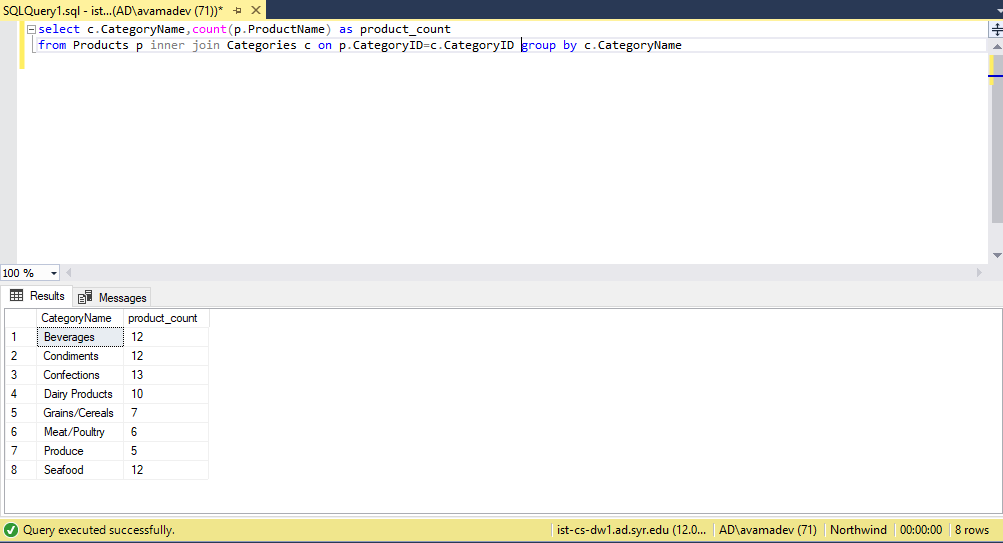 SQLQuery1.sql - ist...(AD\avamadev (71))*
select c.CategoryName,count(p.ProductName) as product_count
from Products p inner join Categories c on p.CategoryID=c.CategoryID group by c.CategoryName
100 %
Results Messages
CategoryName product_count
1 Beverages 12
2 Condiments 12
3 Confections 13
4 Dairy Products 10
5 Grains/Cereals 7
6 Meat/Poultry 6
7 Produce 5
8 Seafood 12
Query executed successfully. ist-cs-dw1.ad.syr.edu (12.0... AD\avamadev (71) Northwind 00:00:00 8 rows